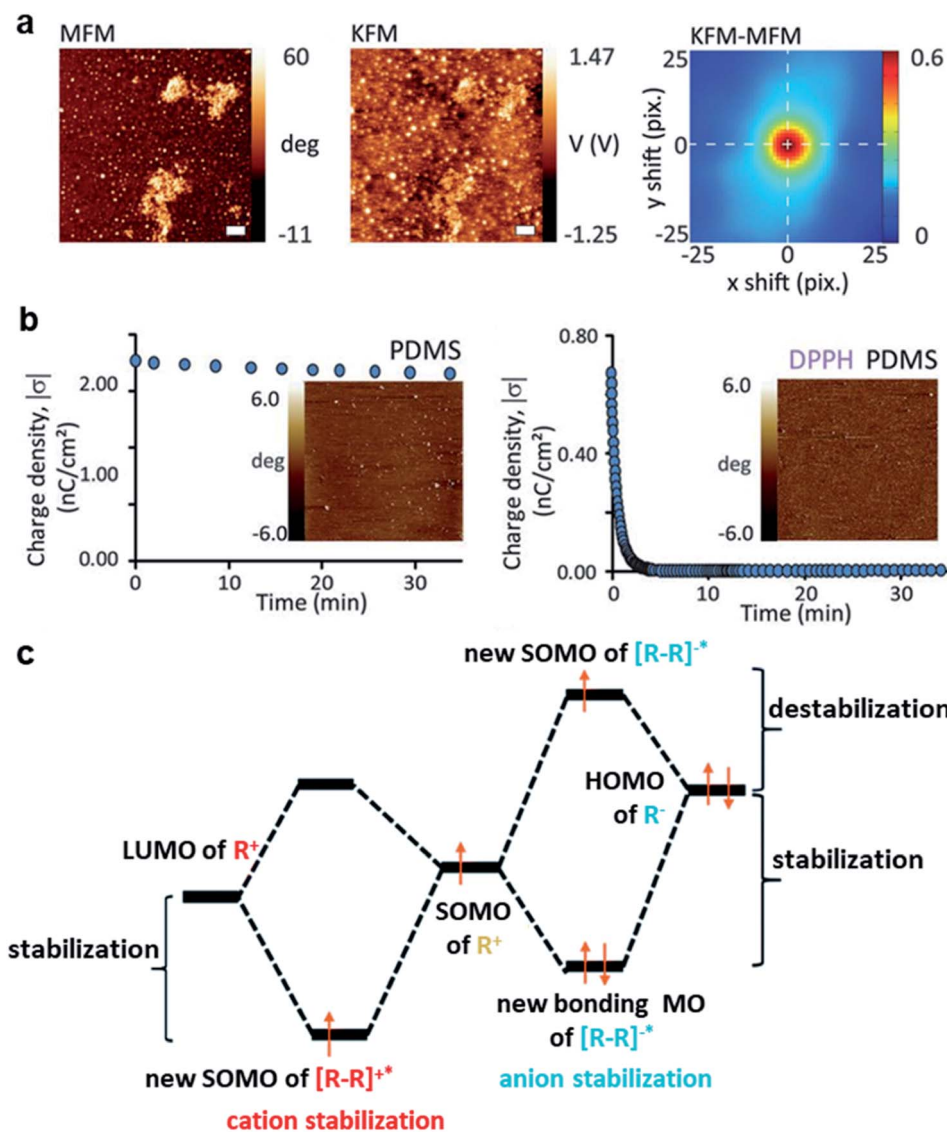 a
MFM
KFM
KFM-MFM
60
deg
-11
1.47
V (V)
-1.25
25
0
-25
y shift (pix.)
-25
0
25
x shift (pix.)
0.6
0
b
PDMS
Charge density, |σ|
(nC/cm²)
2.00
1.00
0.00
0
10
20
30
Time (min)
6.0
deg
-6.0
DPPH PDMS
Charge density, |σ|
(nC/cm²)
0.80
0.40
0.00
0
10
20
30
Time (min)
6.0
deg
-6.0
c
new SOMO of [R-R]-*
destabilization
HOMO
of R-
LUMO of R+
stabilization
SOMO
of R+
stabilization
new bonding MO
of [R-R]-*
new SOMO of [R-R]+*
anion stabilization
cation stabilization